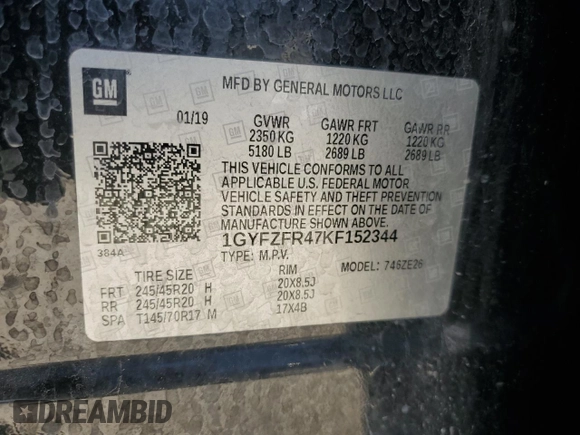 GM
MFD BY GENERAL MOTORS LLC
01/19
GVWR GAWR FRT GAWR RR
2350 KG 1220 KG 1220 KG
5180 LB 2689 LB 2689 LB
THIS VEHICLE CONFORMS TO ALL
APPLICABLE U.S. FEDERAL MOTOR
VEHICLE SAFETY AND THEFT PREVENTION
STANDARDS IN EFFECT ON THE DATE OF
MANUFACTURE SHOWN ABOVE.
1GYFZFR47KF152344
384A
TYPE: M.P.V. MODEL: 746ZE26
TIRE SIZE RIM
FRT 245/45R20 H 20X8.5J
RR 245/45R20 H 20X8.5J
SPA T145/70R17 M 17X4B
DREAMBID